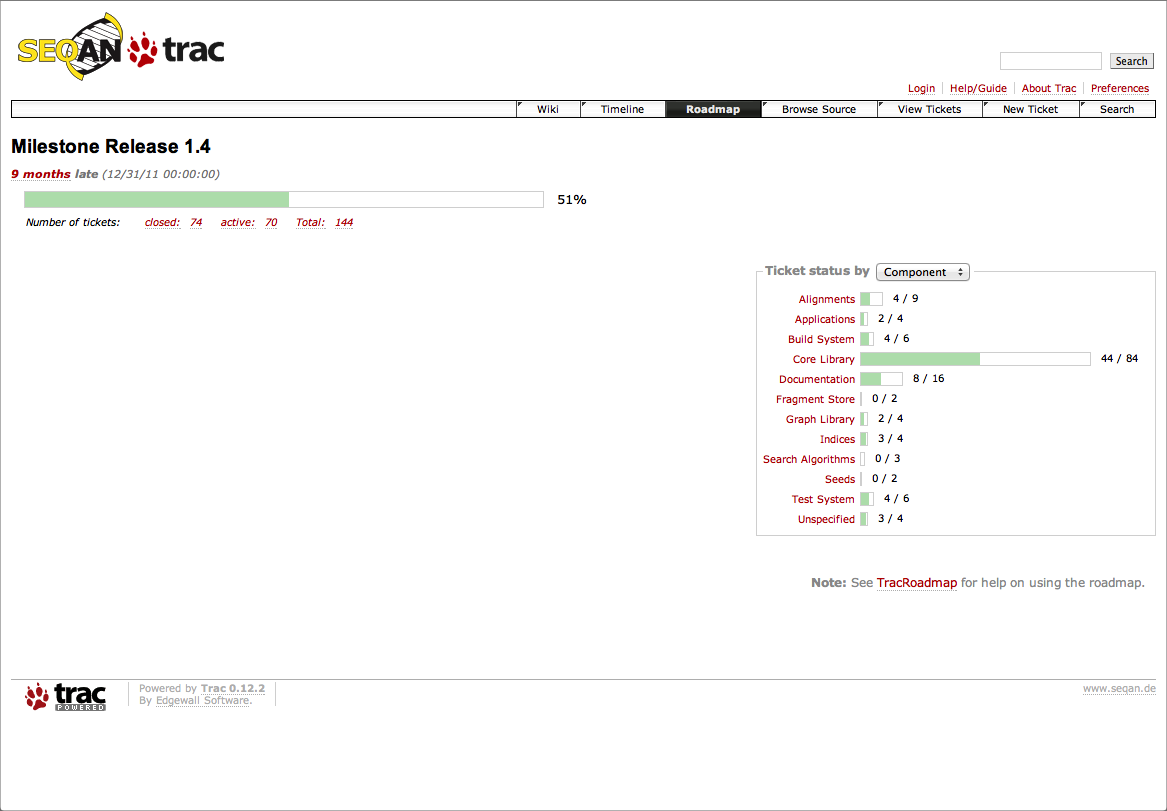 SEQAN trac
Search
Login Help/Guide About Trac Preferences
Wiki Timeline Roadmap Browse Source View Tickets New Ticket Search
Milestone Release 1.4
9 months late (12/31/11 00:00:00)
51%
Number of tickets: closed: 74 active: 70 Total: 144
Ticket status by Component
Alignments 4 / 9
Applications 2 / 4
Build System 4 / 6
Core Library 44 / 84
Documentation 8 / 16
Fragment Store 0 / 2
Graph Library 2 / 4
Indices 3 / 4
Search Algorithms 0 / 3
Seeds 0 / 2
Test System 4 / 6
Unspecified 3 / 4
Note: See TracRoadmap for help on using the roadmap.
trac
POWERED
Powered by Trac 0.12.2
By Edgewall Software.
www.seqan.de